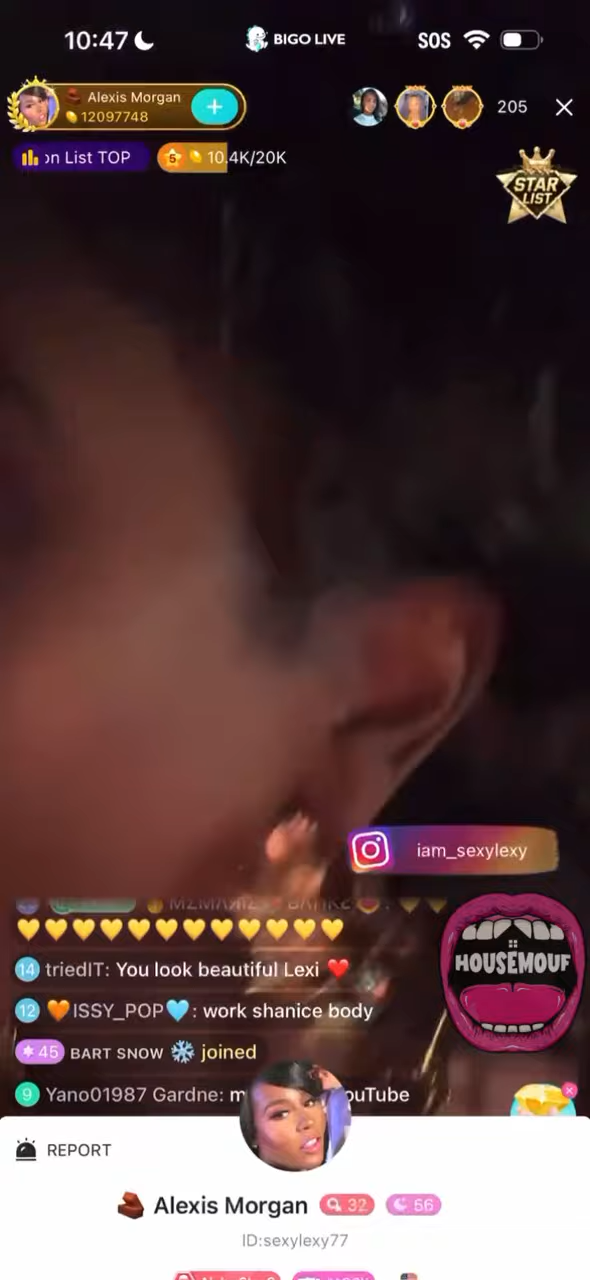 10:47 BIGO LIVE SOS
Alexis Morgan
12097748
205
on List TOP
5 10.4K/20K
STAR
LIST
iam_sexylexy
💛💛💛💛💛💛💛💛💛💛💛💛
14 triedIT: You look beautiful Lexi ❤️
HOUSEMOUF
12 🧡ISSY_POP🩵: work shanice body
45 BART SNOW ❄️ joined
9 Yano01987 Gardne: ouTube
REPORT
🍫 Alexis Morgan 32 56
ID:sexylexy77